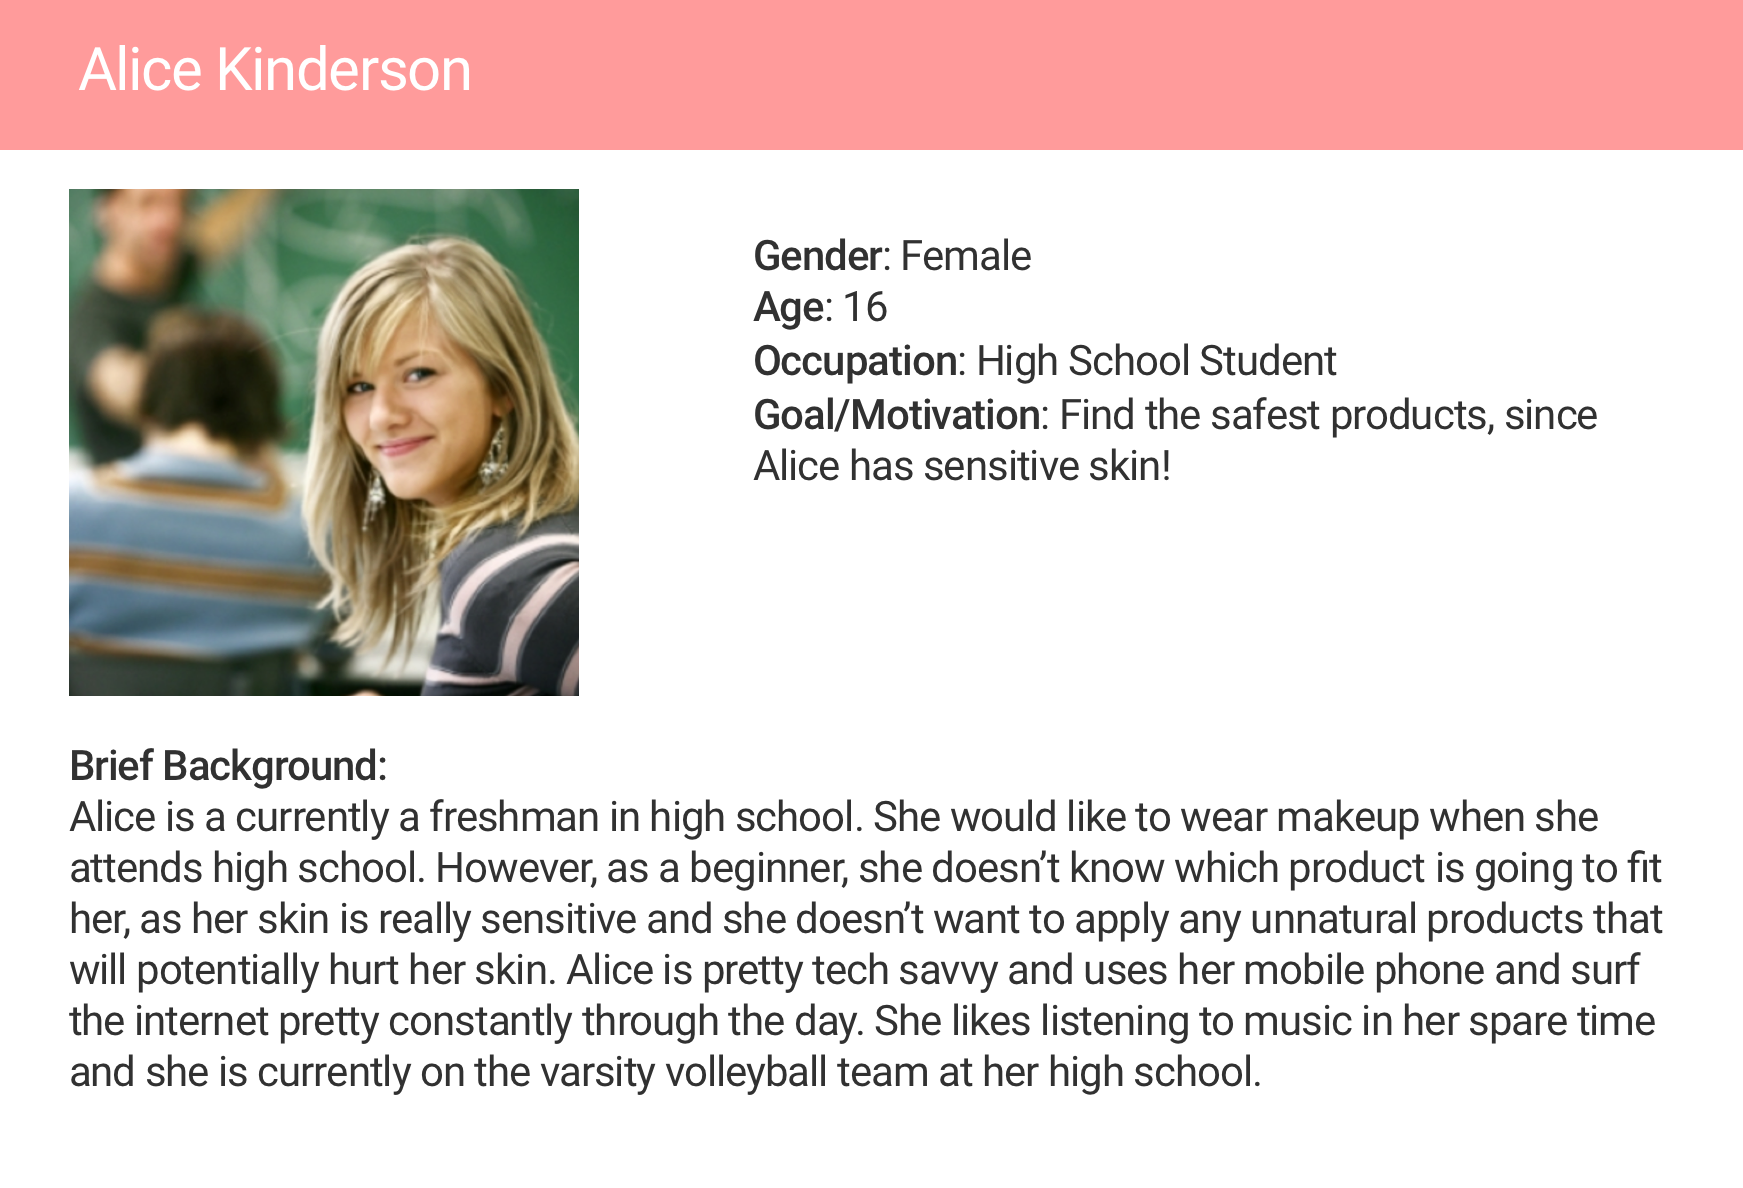 Alice Kinderson
Gender: Female
Age: 16
Occupation: High School Student
Goal/Motivation: Find the safest products, since
Alice has sensitive skin!
Brief Background:
Alice is a currently a freshman in high school. She would like to wear makeup when she
attends high school. However, as a beginner, she doesn’t know which product is going to fit
her, as her skin is really sensitive and she doesn’t want to apply any unnatural products that
will potentially hurt her skin. Alice is pretty tech savvy and uses her mobile phone and surf
the internet pretty constantly through the day. She likes listening to music in her spare time
and she is currently on the varsity volleyball team at her high school.